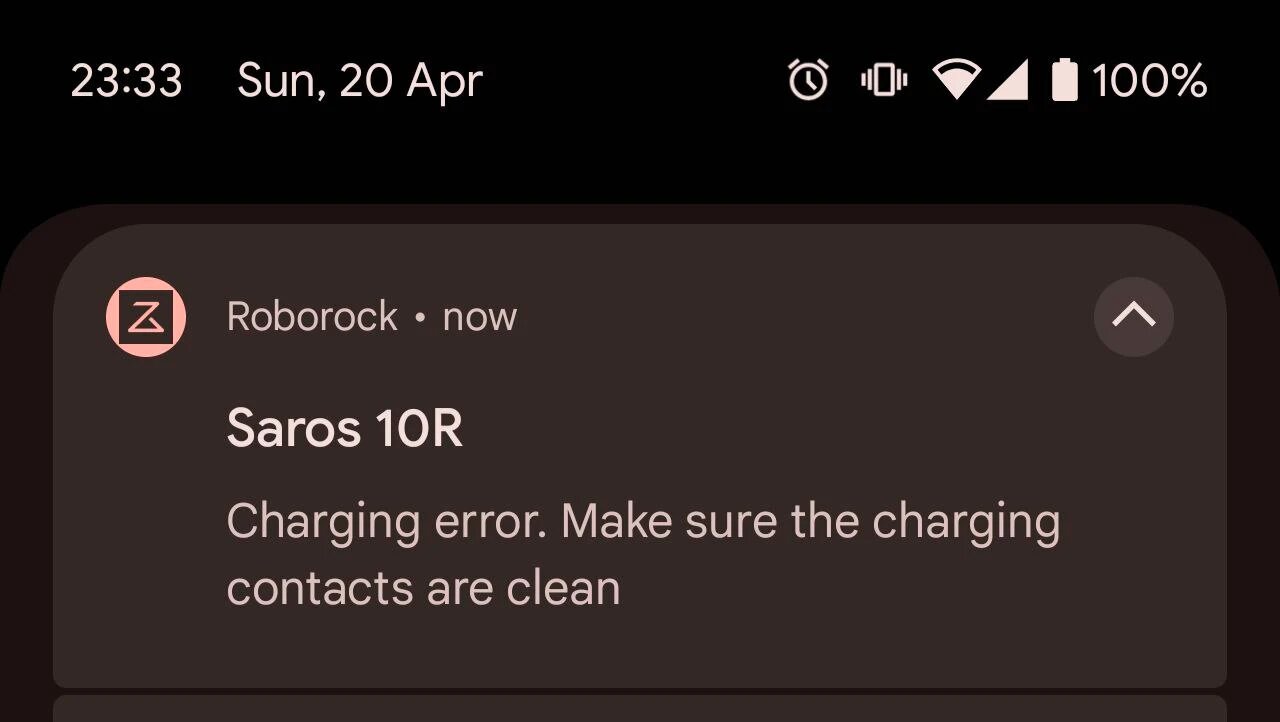 23:33 Sun, 20 Apr 100%
Roborock • now
Saros 10R
Charging error. Make sure the charging
contacts are clean